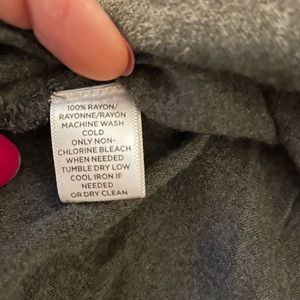 100% RAYON/
RAYONNE/RAYÓN
MACHINE WASH
COLD
ONLY NON-
CHLORINE BLEACH
WHEN NEEDED
TUMBLE DRY LOW
COOL IRON IF
NEEDED
OR DRY CLEAN